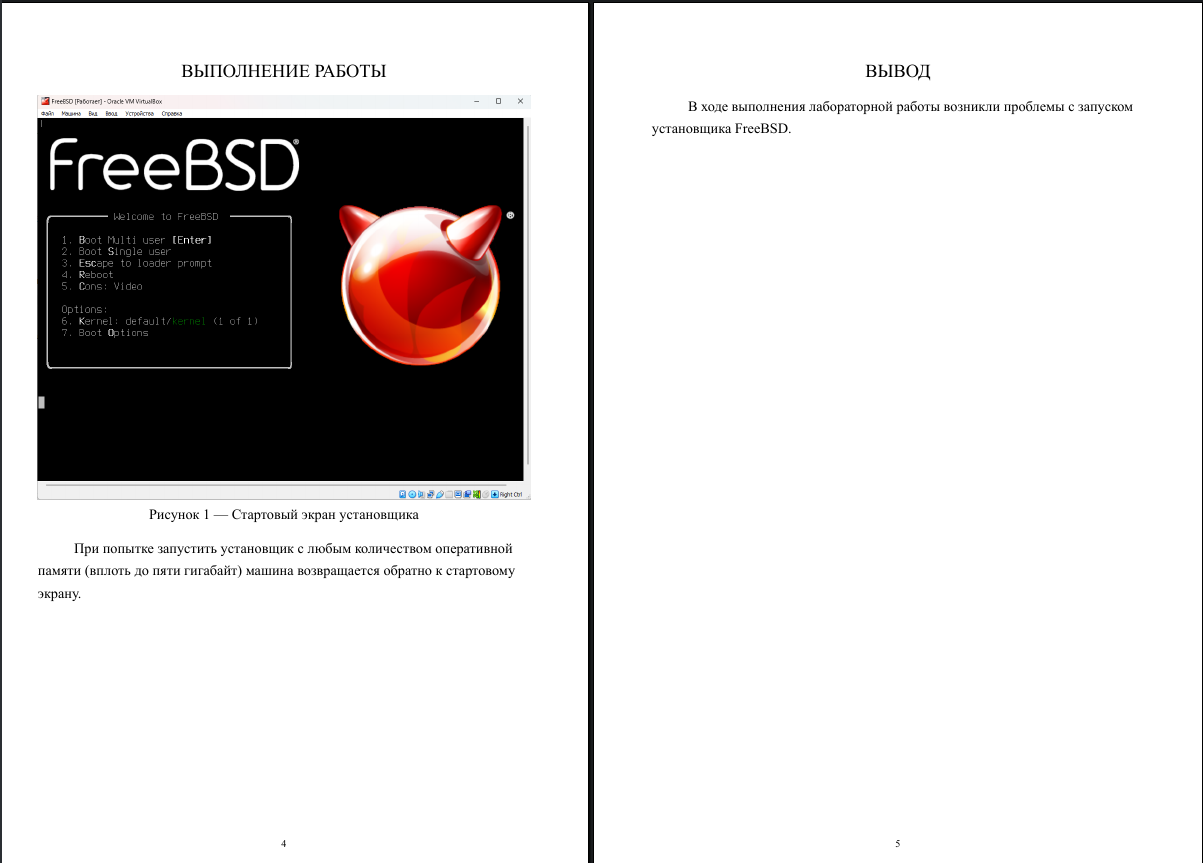 ВЫПОЛНЕНИЕ РАБОТЫ
FreeBSD [Работает] - Oracle VM VirtualBox
Файл Машина Вид Ввод Устройства Справка
FreeBSD®
Welcome to FreeBSD
1. Boot Multi user [Enter]
2. Boot Single user
3. Escape to loader prompt
4. Reboot
5. Cons: Video
Options:
6. Kernel: default/kernel (1 of 1)
7. Boot Options
®
Right Ctrl
Рисунок 1 — Стартовый экран установщика
При попытке запустить установщик с любым количеством оперативной
памяти (вплоть до пяти гигабайт) машина возвращается обратно к стартовому
экрану.
4
ВЫВОД
В ходе выполнения лабораторной работы возникли проблемы с запуском
установщика FreeBSD.
5